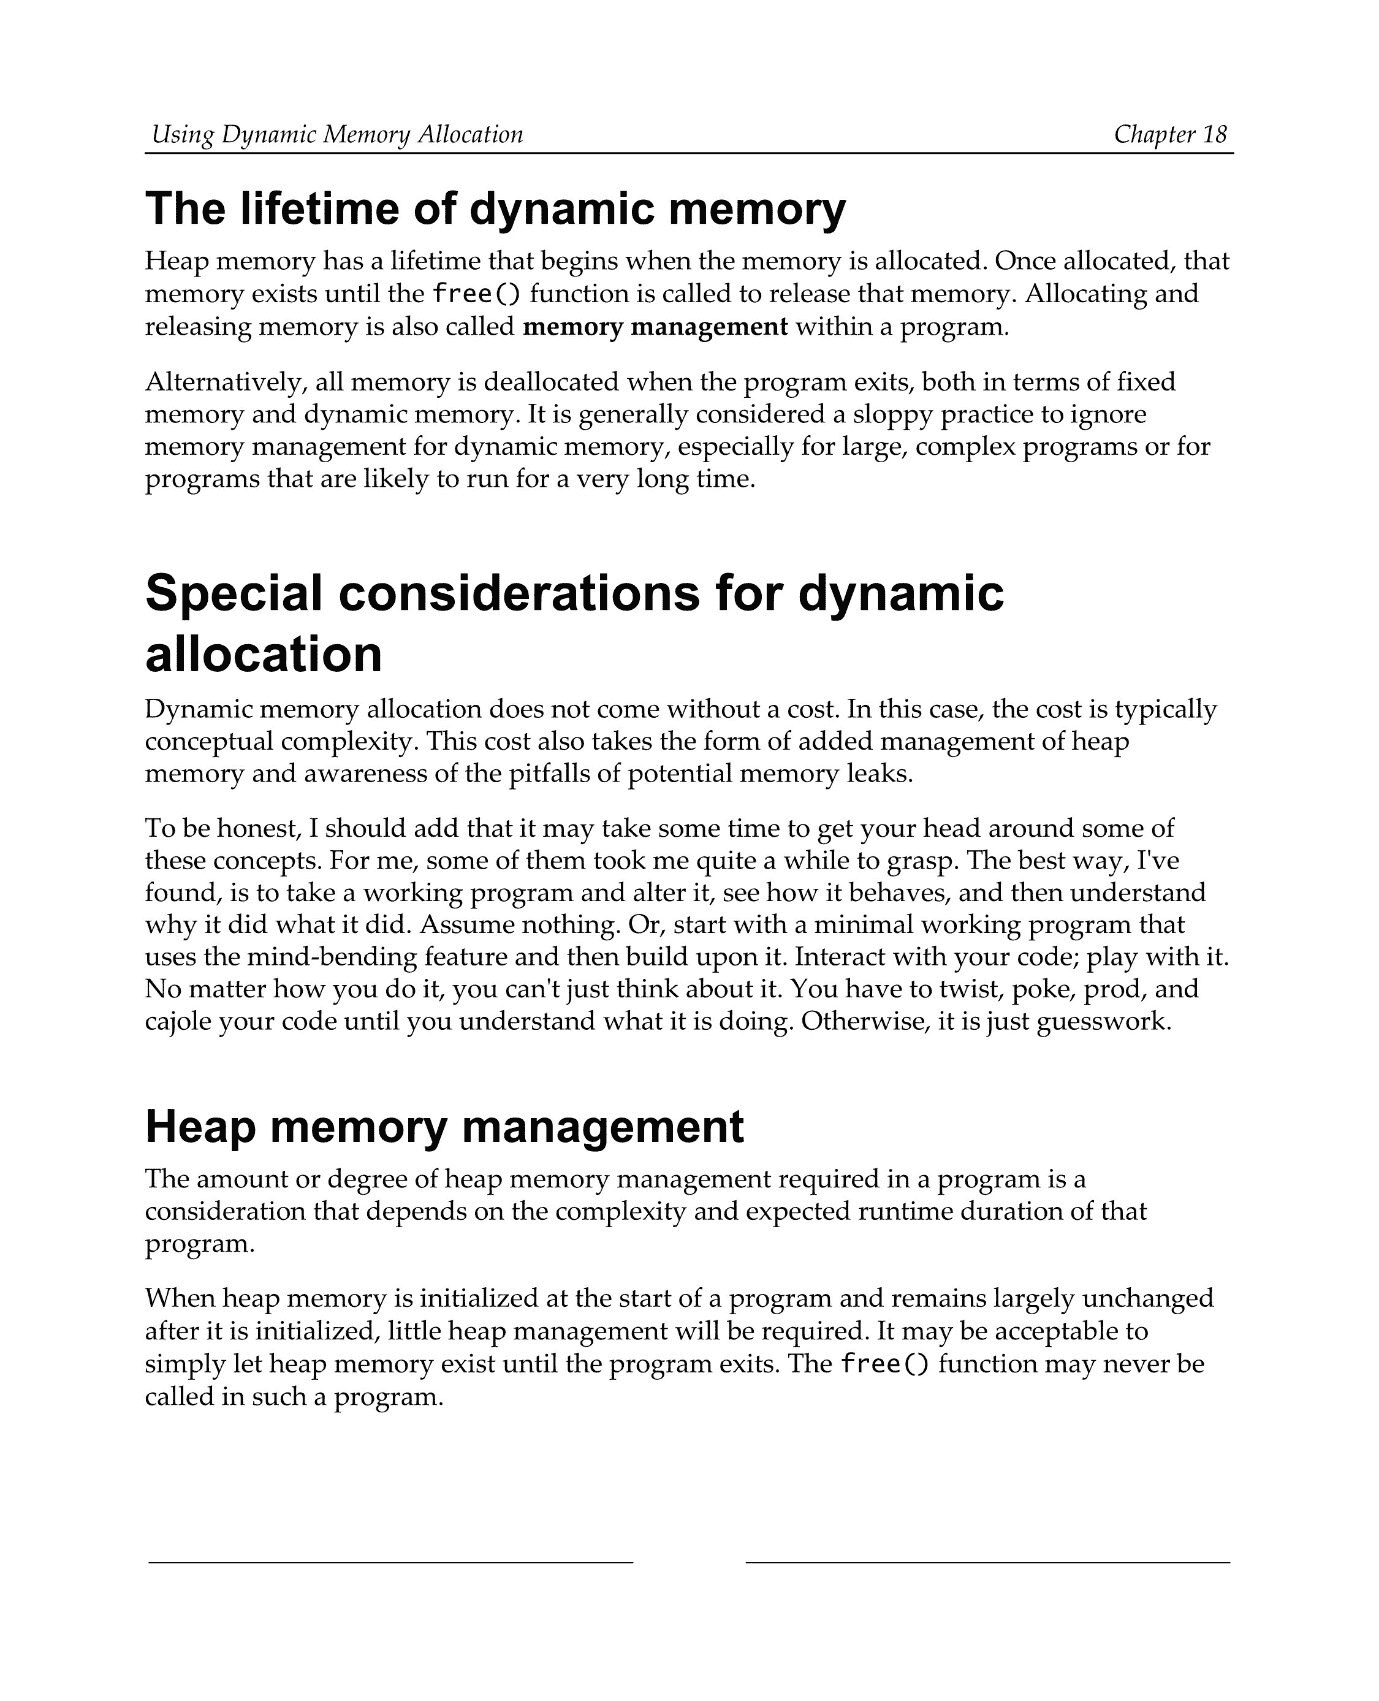 Using Dynamic Memory Allocation Chapter 18
The lifetime of dynamic memory
Heap memory has a lifetime that begins when the memory is allocated. Once allocated, that
memory exists until the free() function is called to release that memory. Allocating and
releasing memory is also called memory management within a program.
Alternatively, all memory is deallocated when the program exits, both in terms of fixed
memory and dynamic memory. It is generally considered a sloppy practice to ignore
memory management for dynamic memory, especially for large, complex programs or for
programs that are likely to run for a very long time.
Special considerations for dynamic
allocation
Dynamic memory allocation does not come without a cost. In this case, the cost is typically
conceptual complexity. This cost also takes the form of added management of heap
memory and awareness of the pitfalls of potential memory leaks.
To be honest, I should add that it may take some time to get your head around some of
these concepts. For me, some of them took me quite a while to grasp. The best way, I've
found, is to take a working program and alter it, see how it behaves, and then understand
why it did what it did. Assume nothing. Or, start with a minimal working program that
uses the mind-bending feature and then build upon it. Interact with your code; play with it.
No matter how you do it, you can't just think about it. You have to twist, poke, prod, and
cajole your code until you understand what it is doing. Otherwise, it is just guesswork.
Heap memory management
The amount or degree of heap memory management required in a program is a
consideration that depends on the complexity and expected runtime duration of that
program.
When heap memory is initialized at the start of a program and remains largely unchanged
after it is initialized, little heap management will be required. It may be acceptable to
simply let heap memory exist until the program exits. The free() function may never be
called in such a program.